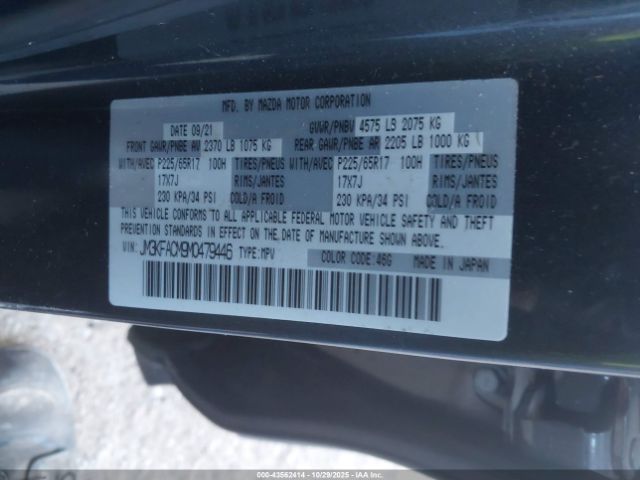 MFD. BY MAZDA MOTOR CORPORATION
DATE 09/21 GVWR/PNBV 4575 LB 2075 KG
FRONT GAWR/PNBE AV 2370 LB 1075 KG REAR GAWR/PNBE AR 2205 LB 1000 KG
WITH/AVEC P225/65R17 100H TIRES/PNEUS WITH/AVEC P225/65R17 100H TIRES/PNEUS
17X7J RIMS/JANTES 17X7J RIMS/JANTES
230 KPA/34 PSI COLD/A FROID 230 KPA/34 PSI COLD/A FROID
THIS VEHICLE CONFORMS TO ALL APPLICABLE FEDERAL MOTOR VEHICLE SAFETY AND THEFT
PREVENTION STANDARDS IN EFFECT ON THE DATE OF MANUFACTURE SHOWN ABOVE.
VIN: JM3KFACM9M0479446 TYPE:MPV COLOR CODE:46G MADE IN JAPAN
000-43562414 - 10/29/2025 - IAA Inc.